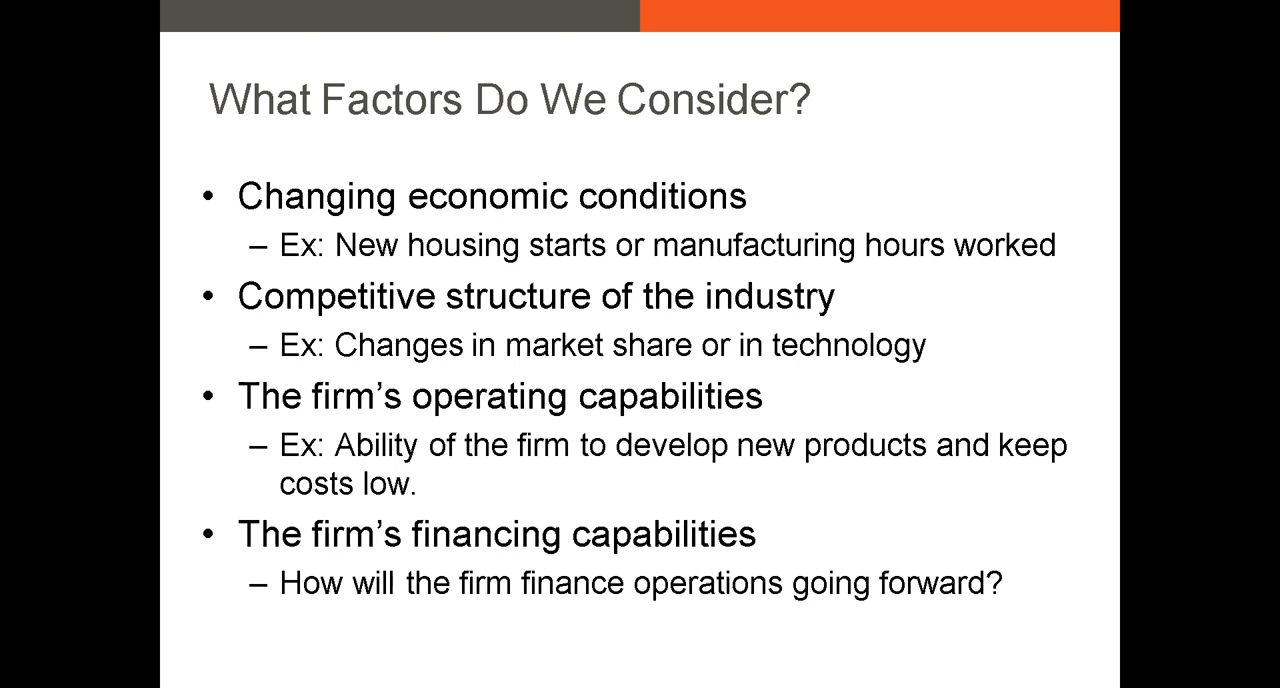 What Factors Do We Consider?
• Changing economic conditions
– Ex: New housing starts or manufacturing hours worked
• Competitive structure of the industry
– Ex: Changes in market share or in technology
• The firm’s operating capabilities
– Ex: Ability of the firm to develop new products and keep
costs low.
• The firm’s financing capabilities
– How will the firm finance operations going forward?